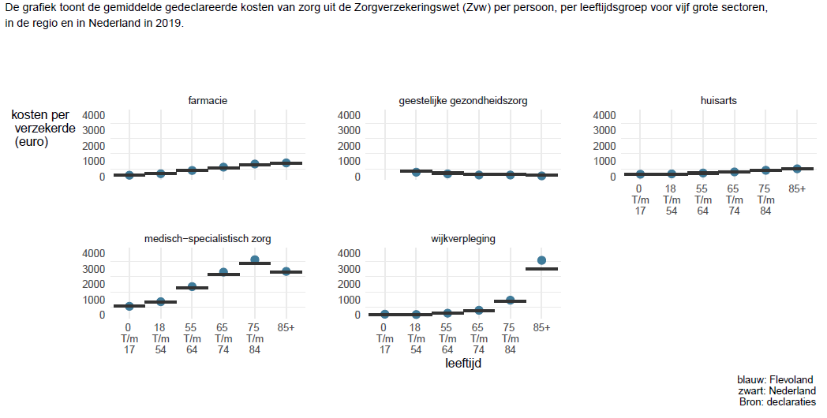 De grafiek toont de gemiddelde gedeclareerde kosten van zorg uit de Zorgverzekeringswet (Zvw) per persoon, per leeftijdsgroep voor vijf grote sectoren,
in de regio en in Nederland in 2019.
kosten per
verzekerde
(euro)
farmacie
4000
3000
2000
1000
0
geestelijke gezondheidszorg
4000
3000
2000
1000
0
huisarts
4000
3000
2000
1000
0
0 18 55 65 75 85+
T/m T/m T/m T/m T/m
17 54 64 74 84
medisch−specialistisch zorg
4000
3000
2000
1000
0
0 18 55 65 75 85+
T/m T/m T/m T/m T/m
17 54 64 74 84
wijkverpleging
4000
3000
2000
1000
0
0 18 55 65 75 85+
T/m T/m T/m T/m T/m
17 54 64 74 84
leeftijd
blauw: Flevoland
zwart: Nederland
Bron: declaraties